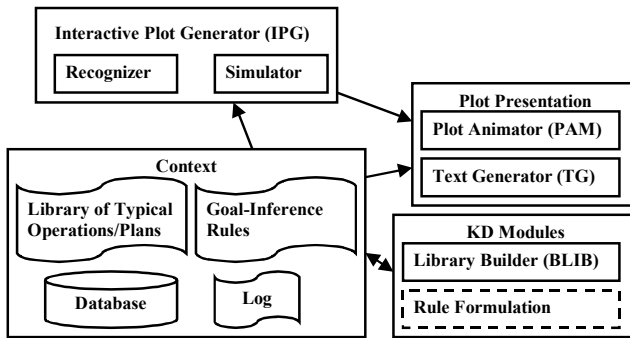 Interactive Plot Generator (IPG)
Recognizer
Simulator
Plot Presentation
Plot Animator (PAM)
Text Generator (TG)
Context
Library of Typical
Operations/Plans
Goal-Inference
Rules
Database
Log
KD Modules
Library Builder (BLIB)
Rule Formulation